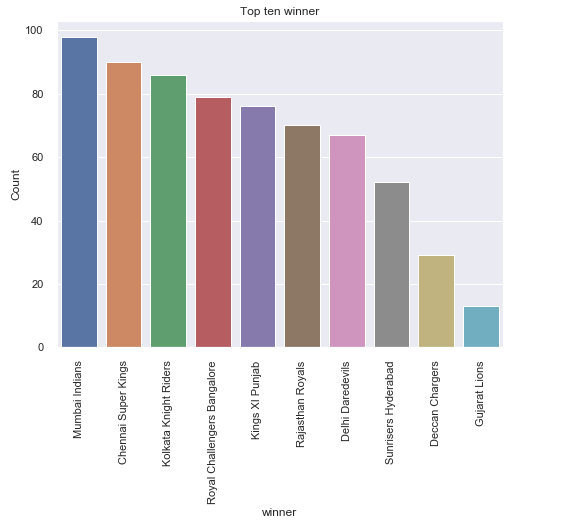 Top ten winner
100
80
60
40
20
0
Count
Mumbai Indians
Chennai Super Kings
Kolkata Knight Riders
Royal Challengers Bangalore
Kings XI Punjab
Rajasthan Royals
Delhi Daredevils
Sunrisers Hyderabad
Deccan Chargers
Gujarat Lions
winner